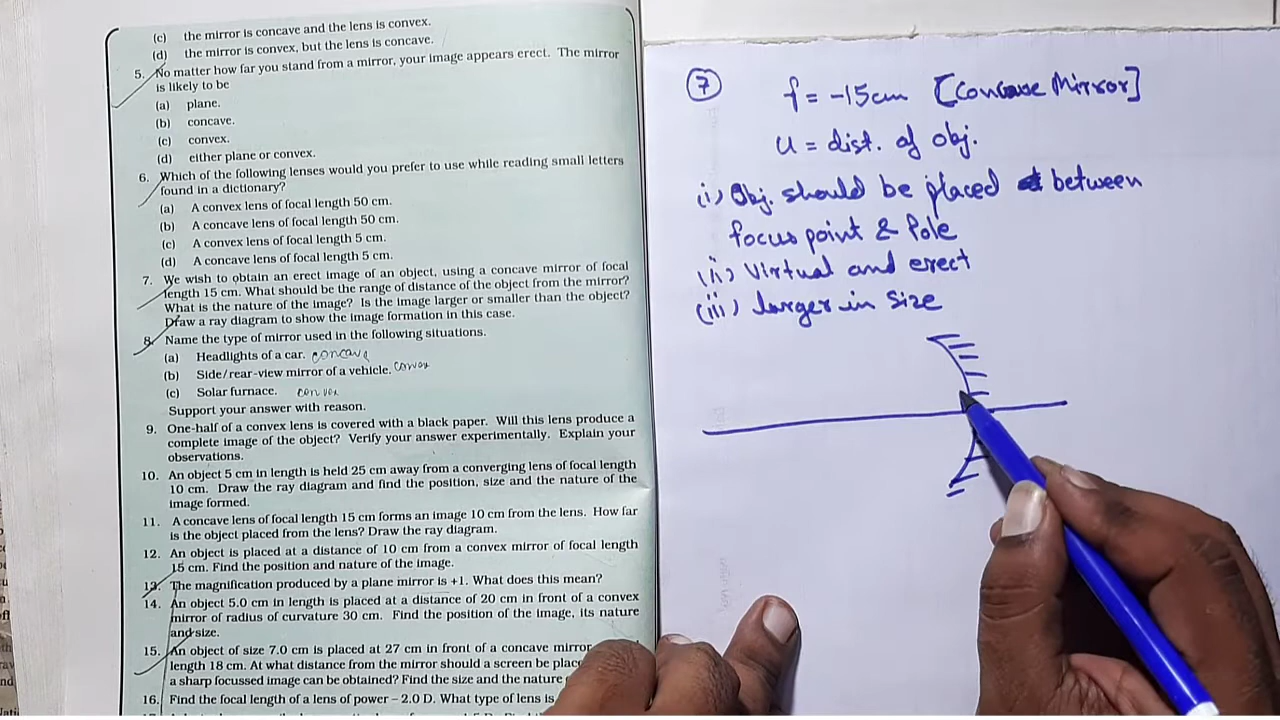 (c) the mirror is concave and the lens is convex.
(d) the mirror is convex, but the lens is concave.
5. No matter how far you stand from a mirror, your image appears erect. The mirror
is likely to be
(a) plane.
(b) concave.
(c) convex.
(d) either plane or convex.
6. Which of the following lenses would you prefer to use while reading small letters
found in a dictionary?
(a) A convex lens of focal length 50 cm.
(b) A concave lens of focal length 50 cm.
(c) A convex lens of focal length 5 cm.
(d) A concave lens of focal length 5 cm.
7. We wish to obtain an erect image of an object, using a concave mirror of focal
length 15 cm. What should be the range of distance of the object from the mirror?
What is the nature of the image? Is the image larger or smaller than the object?
Draw a ray diagram to show the image formation in this case.
8. Name the type of mirror used in the following situations.
(a) Headlights of a car. concave
(b) Side/rear-view mirror of a vehicle. convex
(c) Solar furnace. convex
Support your answer with reason.
9. One-half of a convex lens is covered with a black paper. Will this lens produce a
complete image of the object? Verify your answer experimentally. Explain your
observations.
10. An object 5 cm in length is held 25 cm away from a converging lens of focal length
10 cm. Draw the ray diagram and find the position, size and the nature of the
image formed.
11. A concave lens of focal length 15 cm forms an image 10 cm from the lens. How far
is the object placed from the lens? Draw the ray diagram.
12. An object is placed at a distance of 10 cm from a convex mirror of focal length
15 cm. Find the position and nature of the image.
13. The magnification produced by a plane mirror is +1. What does this mean?
14. An object 5.0 cm in length is placed at a distance of 20 cm in front of a convex
mirror of radius of curvature 30 cm. Find the position of the image, its nature
and size.
15. An object of size 7.0 cm is placed at 27 cm in front of a concave mirror
length 18 cm. At what distance from the mirror should a screen be plac
a sharp focussed image can be obtained? Find the size and the nature
16. Find the focal length of a lens of power – 2.0 D. What type of lens is
7 f = -15cm [Concave Mirror]
u = dist. of obj.
(i) Obj. should be placed between
focus point & Pole
(ii) Virtual and erect
(iii) larger in size